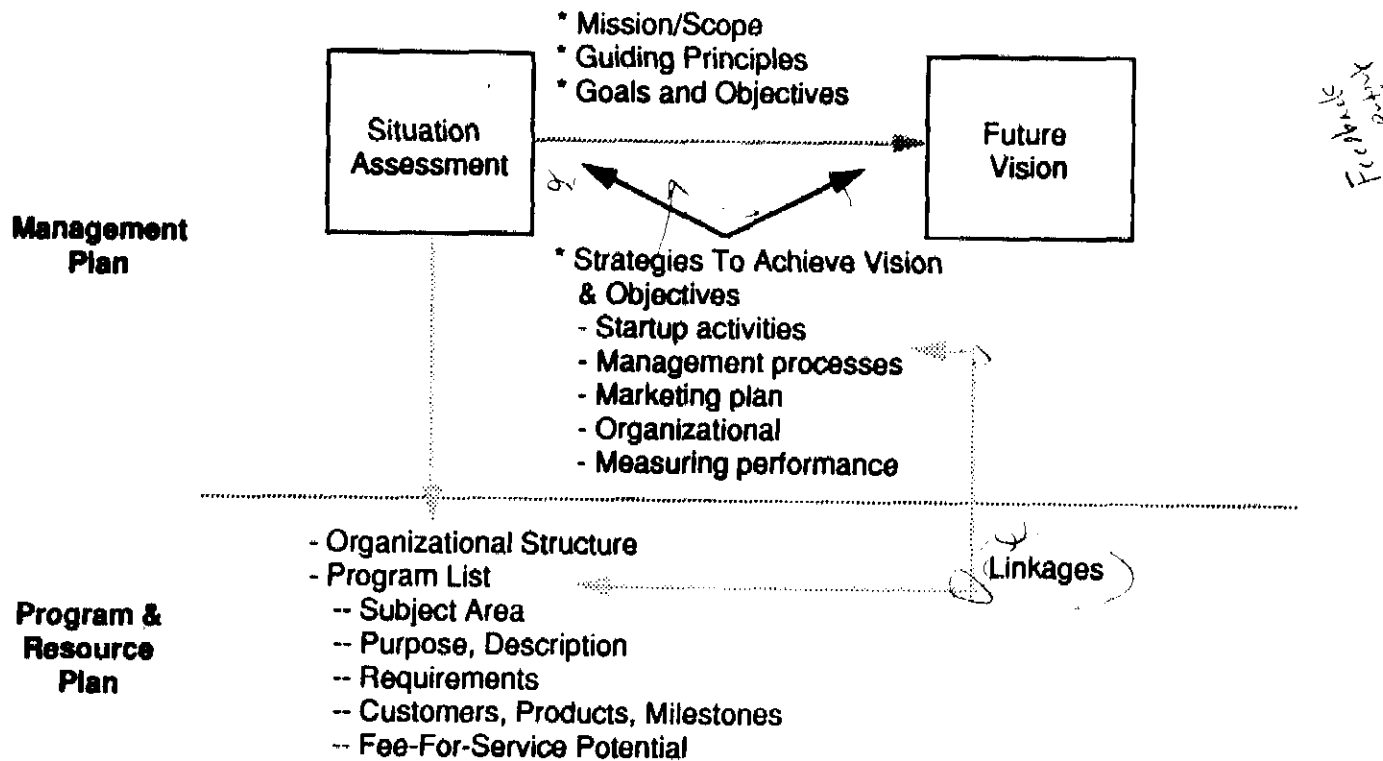 * Mission/Scope
* Guiding Principles
* Goals and Objectives
Situation
Assessment
Future
Vision
Feedback
Management
Plan
* Strategies To Achieve Vision
& Objectives
- Startup activities
- Management processes
- Marketing plan
- Organizational
- Measuring performance
- Organizational Structure
- Program List
-- Subject Area
-- Purpose, Description
-- Requirements
-- Customers, Products, Milestones
-- Fee-For-Service Potential
Linkages
Program &
Resource
Plan